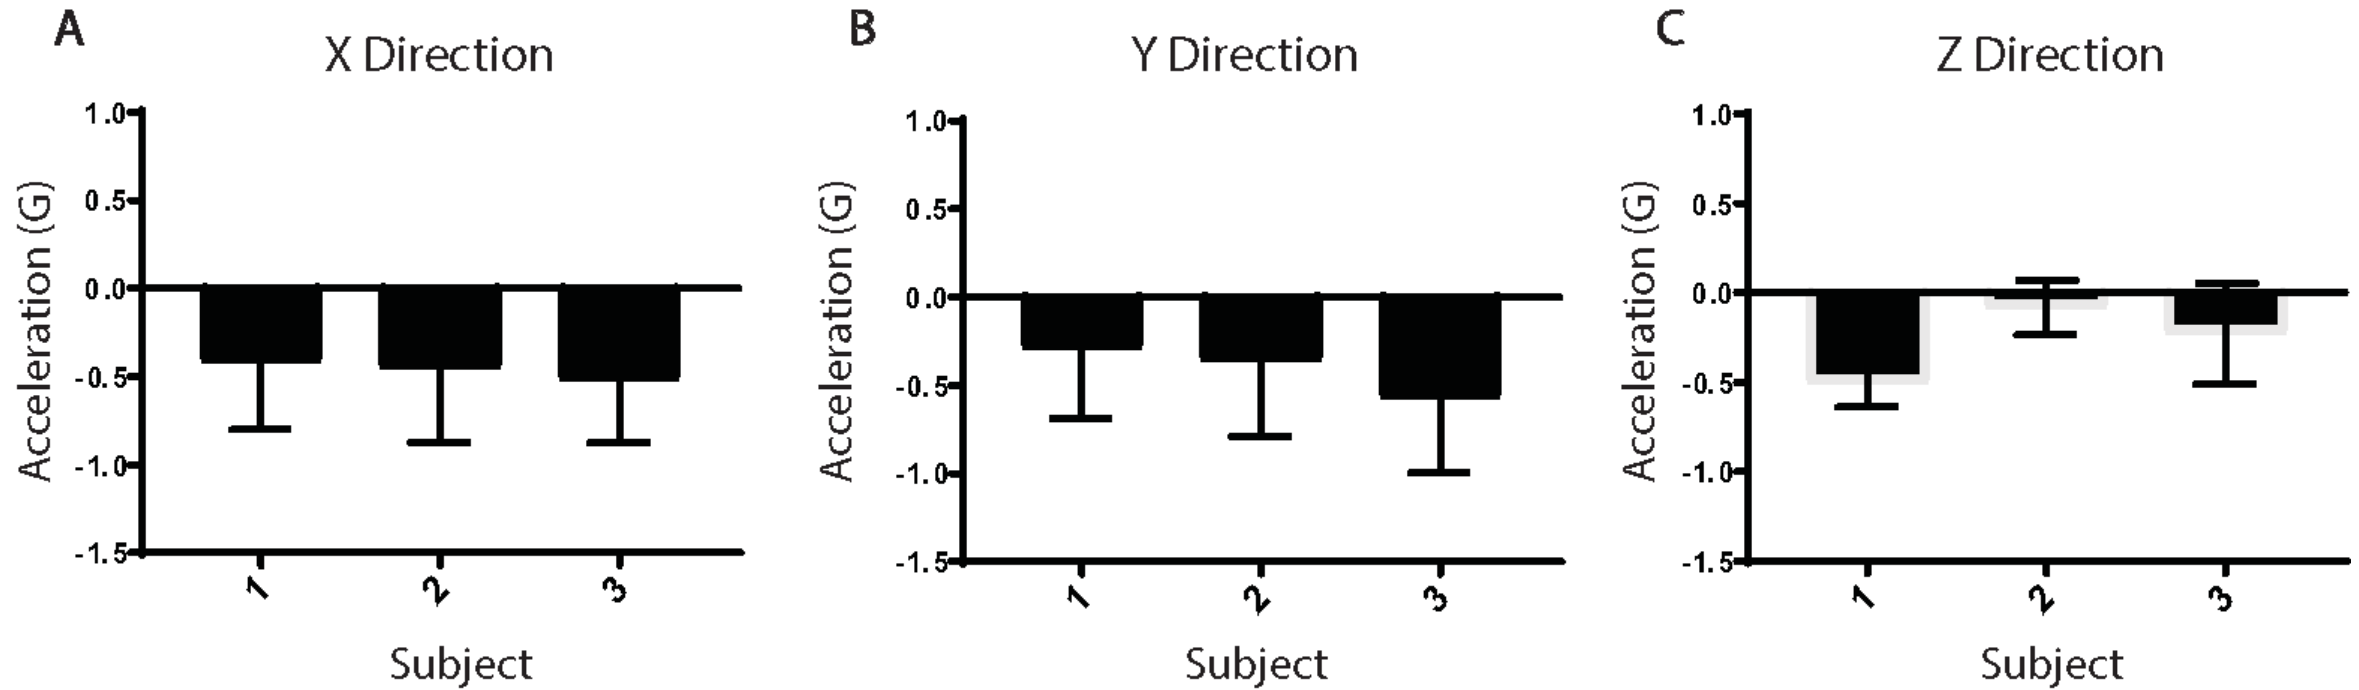 A
X Direction
Acceleration (G)
1.0
0.5
0.0
-0.5
-1.0
-1.5
1
2
3
Subject
B
Y Direction
Acceleration (G)
1.0
0.5
0.0
-0.5
-1.0
-1.5
1
2
3
Subject
C
Z Direction
Acceleration (G)
1.0
0.5
0.0
-0.5
-1.0
-1.5
1
2
3
Subject